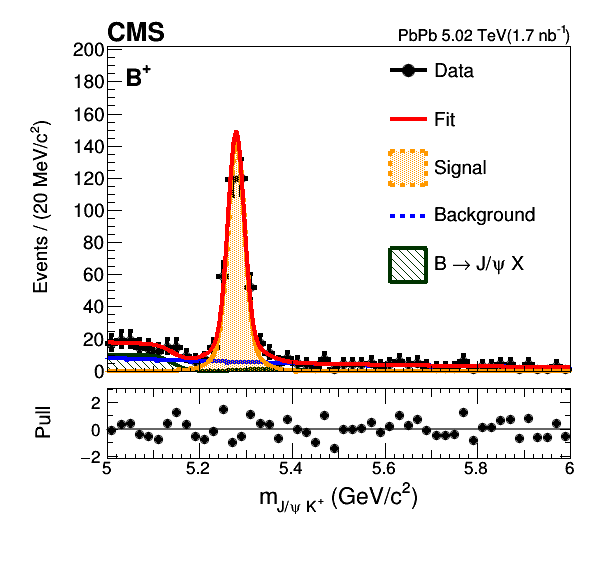 CMS
PbPb 5.02 TeV(1.7 nb⁻¹)
B⁺
Data
Fit
Signal
Background
B → J/ψ X
Events / (20 MeV/c²)
200
180
160
140
120
100
80
60
40
20
0
Pull
2
0
−2
5 5.2 5.4 5.6 5.8 6
m_{J/ψ K⁺} (GeV/c²)